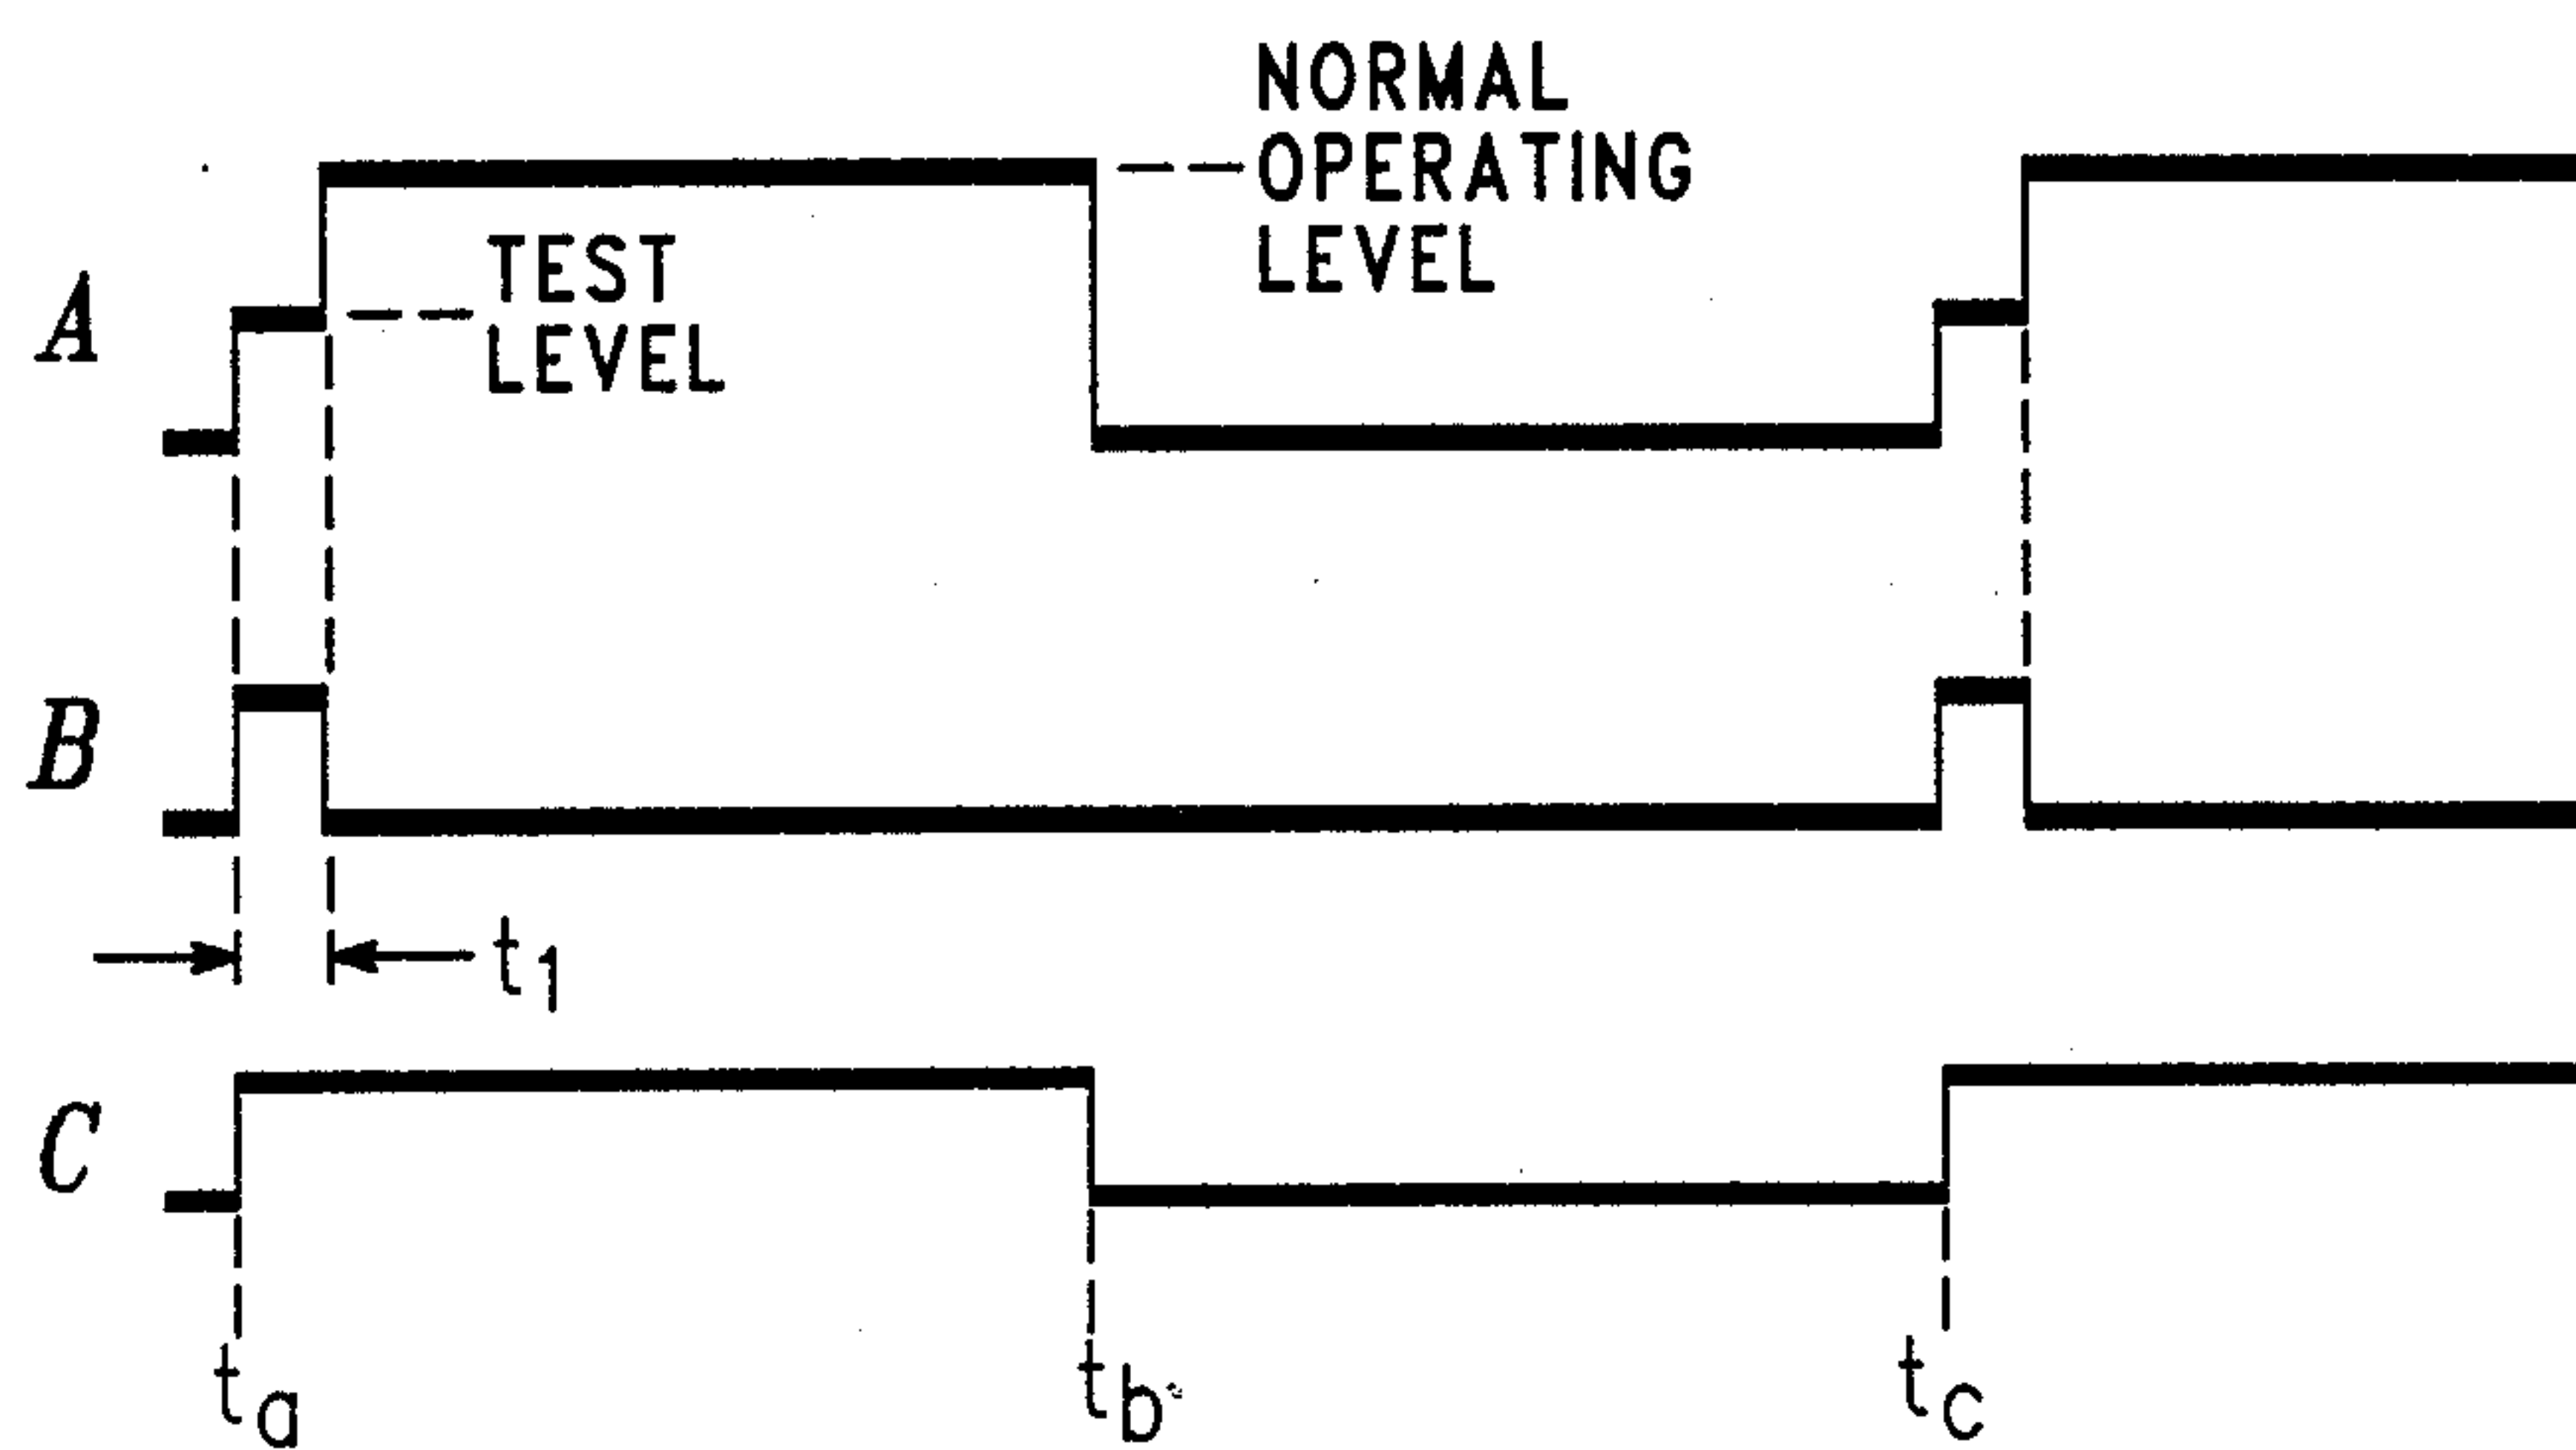 NORMAL
OPERATING
LEVEL
TEST
LEVEL
A
B
t1
C
ta
tb
tc